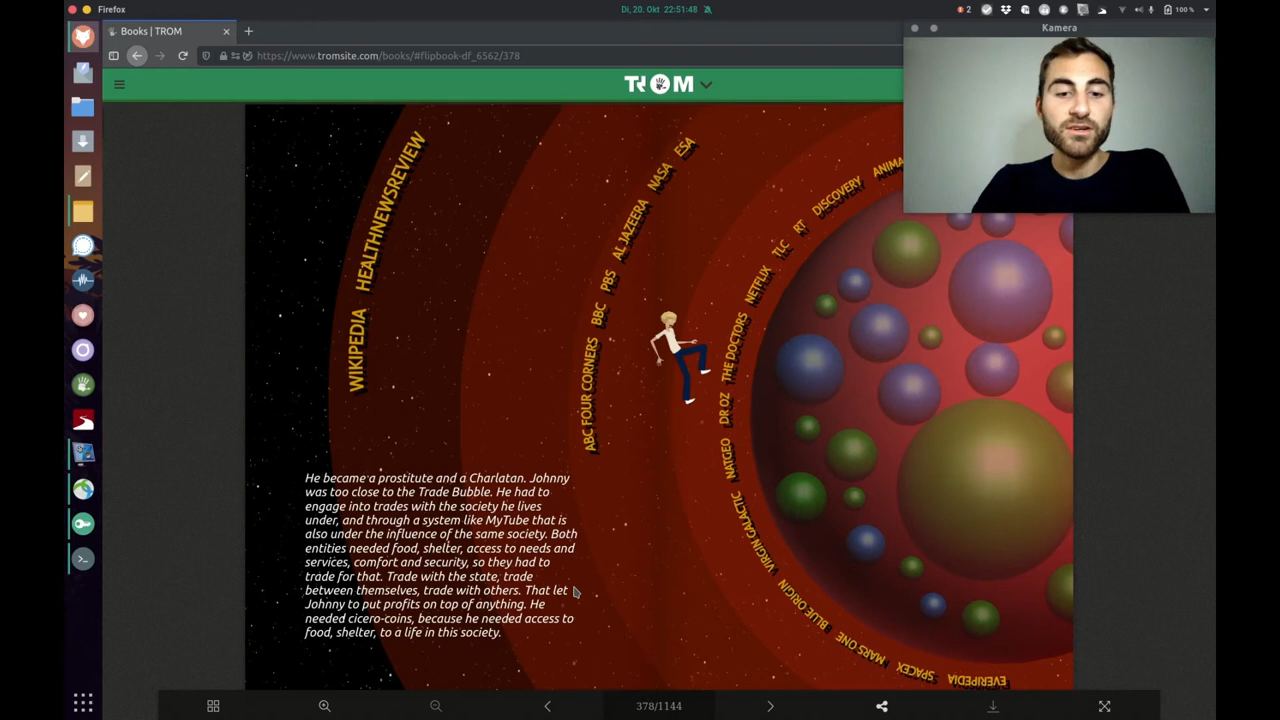 Firefox
Di, 20. Okt 22:51:48
2
100 %
Books | TROM
Kamera
https://www.tromsite.com/books/#flipbook-df_6562/378
TROM
WIKIPEDIA HEALTHNEWSREVIEW
ABC FOUR CORNERS BBC PBS AL JAZEERA NASA ESA
EVERIPEDIA SPACEX MARS ONE BLUE ORIGIN VIRGIN GALACTIC NATGEO DR OZ THE DOCTORS NETFLIX TLC RT DISCOVERY
He became a prostitute and a Charlatan. Johnny
was too close to the Trade Bubble. He had to
engage into trades with the society he lives
under, and through a system like MyTube that is
also under the influence of the same society. Both
entities needed food, shelter, access to needs and
services, comfort and security, so they had to
trade for that. Trade with the state, trade
between themselves, trade with others. That let
Johnny to put profits on top of anything. He
needed cicero-coins, because he needed access to
food, shelter, to a life in this society.
378/1144